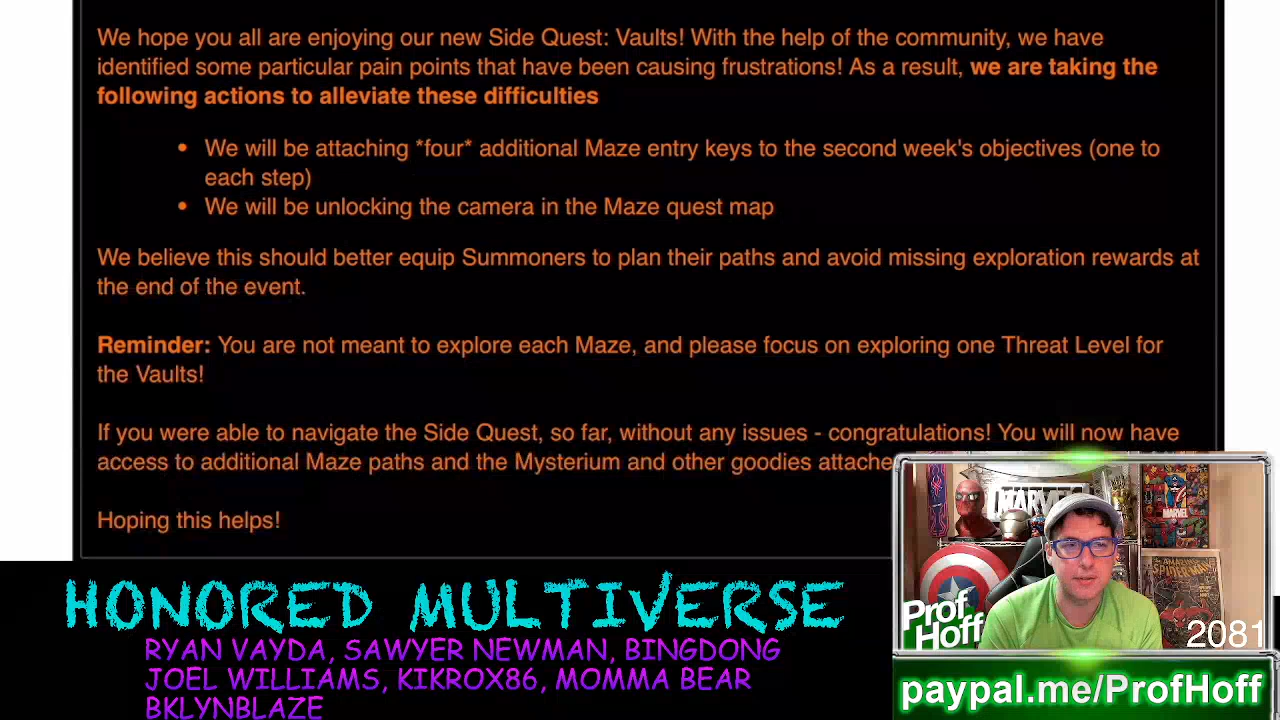 We hope you all are enjoying our new Side Quest: Vaults! With the help of the community, we have
identified some particular pain points that have been causing frustrations! As a result, we are taking the
following actions to alleviate these difficulties
• We will be attaching *four* additional Maze entry keys to the second week's objectives (one to
each step)
• We will be unlocking the camera in the Maze quest map
We believe this should better equip Summoners to plan their paths and avoid missing exploration rewards at
the end of the event.
Reminder: You are not meant to explore each Maze, and please focus on exploring one Threat Level for
the Vaults!
If you were able to navigate the Side Quest, so far, without any issues - congratulations! You will now have
access to additional Maze paths and the Mysterium and other goodies attache
Hoping this helps!
MARVEL
MARVEL
SPIDER-MAN
Prof
Hoff
2081
HONORED MULTIVERSE
RYAN VAYDA, SAWYER NEWMAN, BINGDONG
JOEL WILLIAMS, KIKROX86, MOMMA BEAR
BKLYNBLAZE
paypal.me/ProfHoff